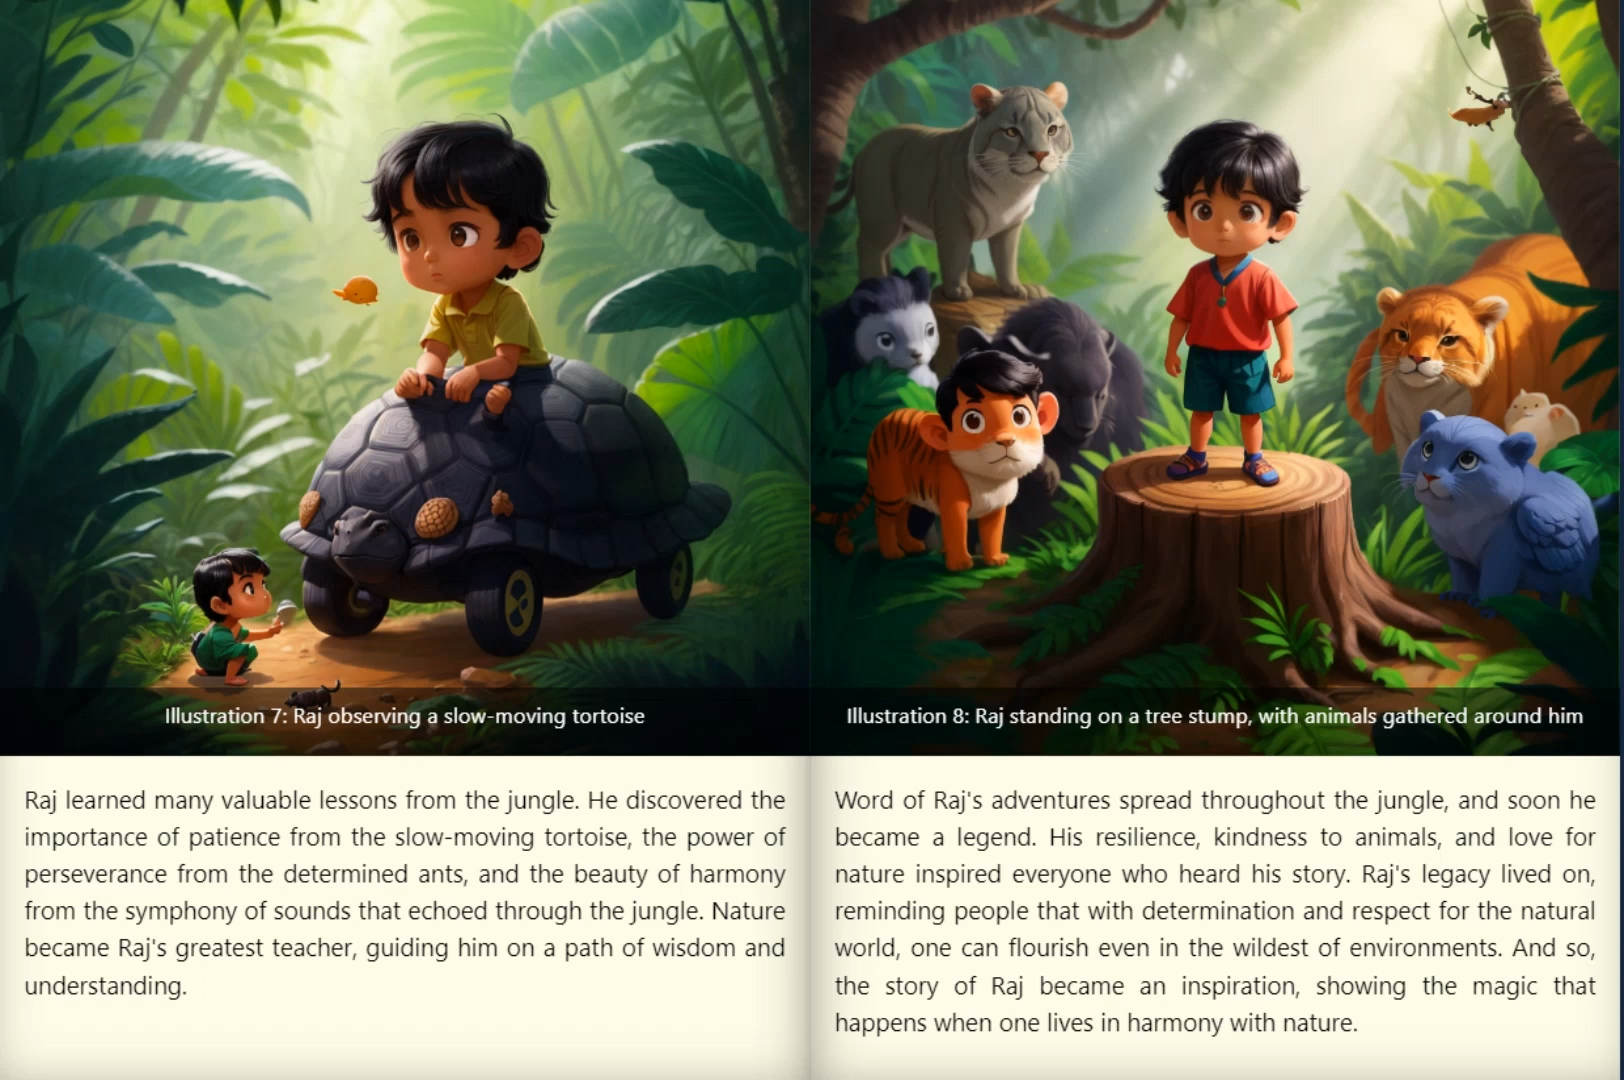 Illustration 7: Raj observing a slow-moving tortoise
Raj learned many valuable lessons from the jungle. He discovered the
importance of patience from the slow-moving tortoise, the power of
perseverance from the determined ants, and the beauty of harmony
from the symphony of sounds that echoed through the jungle. Nature
became Raj's greatest teacher, guiding him on a path of wisdom and
understanding.
Illustration 8: Raj standing on a tree stump, with animals gathered around him
Word of Raj's adventures spread throughout the jungle, and soon he
became a legend. His resilience, kindness to animals, and love for
nature inspired everyone who heard his story. Raj's legacy lived on,
reminding people that with determination and respect for the natural
world, one can flourish even in the wildest of environments. And so,
the story of Raj became an inspiration, showing the magic that
happens when one lives in harmony with nature.